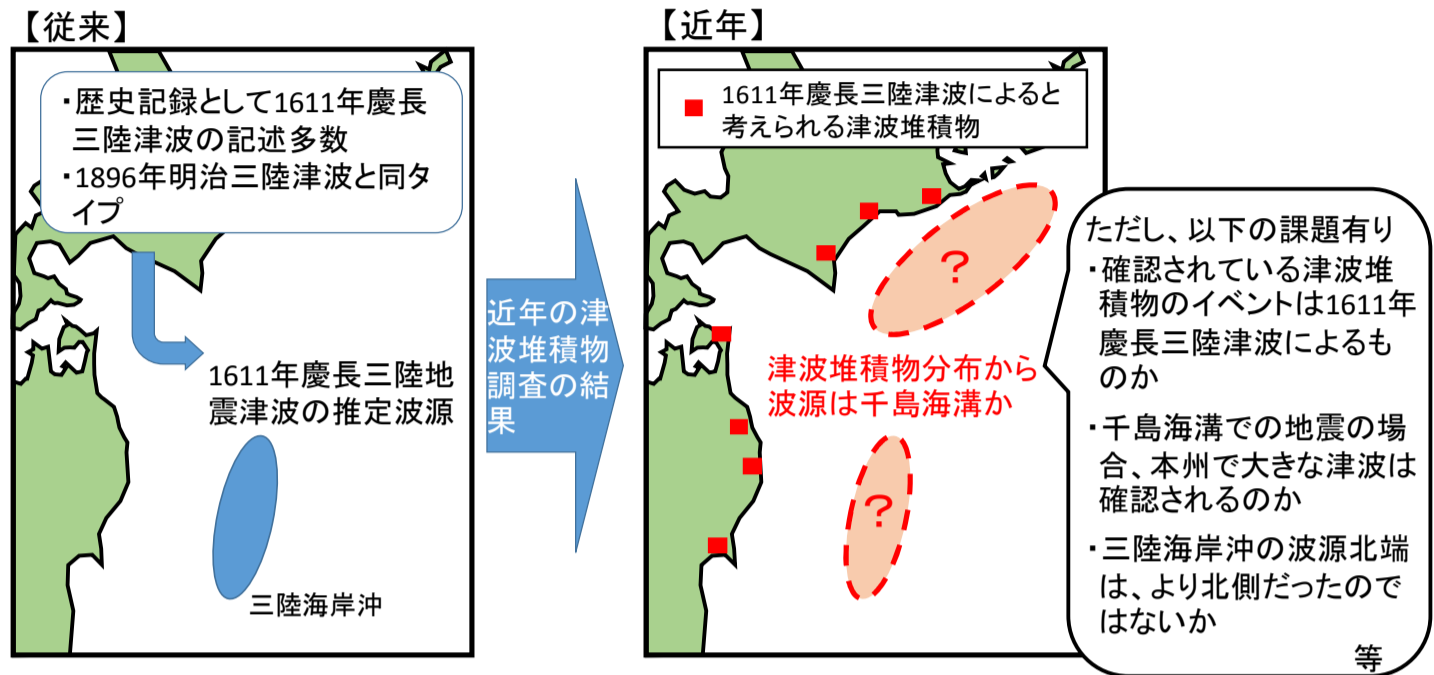 【従来】
・歴史記録として1611年慶長
三陸津波の記述多数
・1896年明治三陸津波と同タ
イプ
1611年慶長三陸地
震津波の推定波源
三陸海岸沖
近年の津
波堆積物
調査の結
果
【近年】
1611年慶長三陸津波によると
考えられる津波堆積物
?
津波堆積物分布から
波源は千島海溝か
?
ただし、以下の課題有り
・確認されている津波堆
積物のイベントは1611年
慶長三陸津波によるも
のか
・千島海溝での地震の場
合、本州で大きな津波は
確認されるのか
・三陸海岸沖の波源北端
は、より北側だったのでは
はないか
等